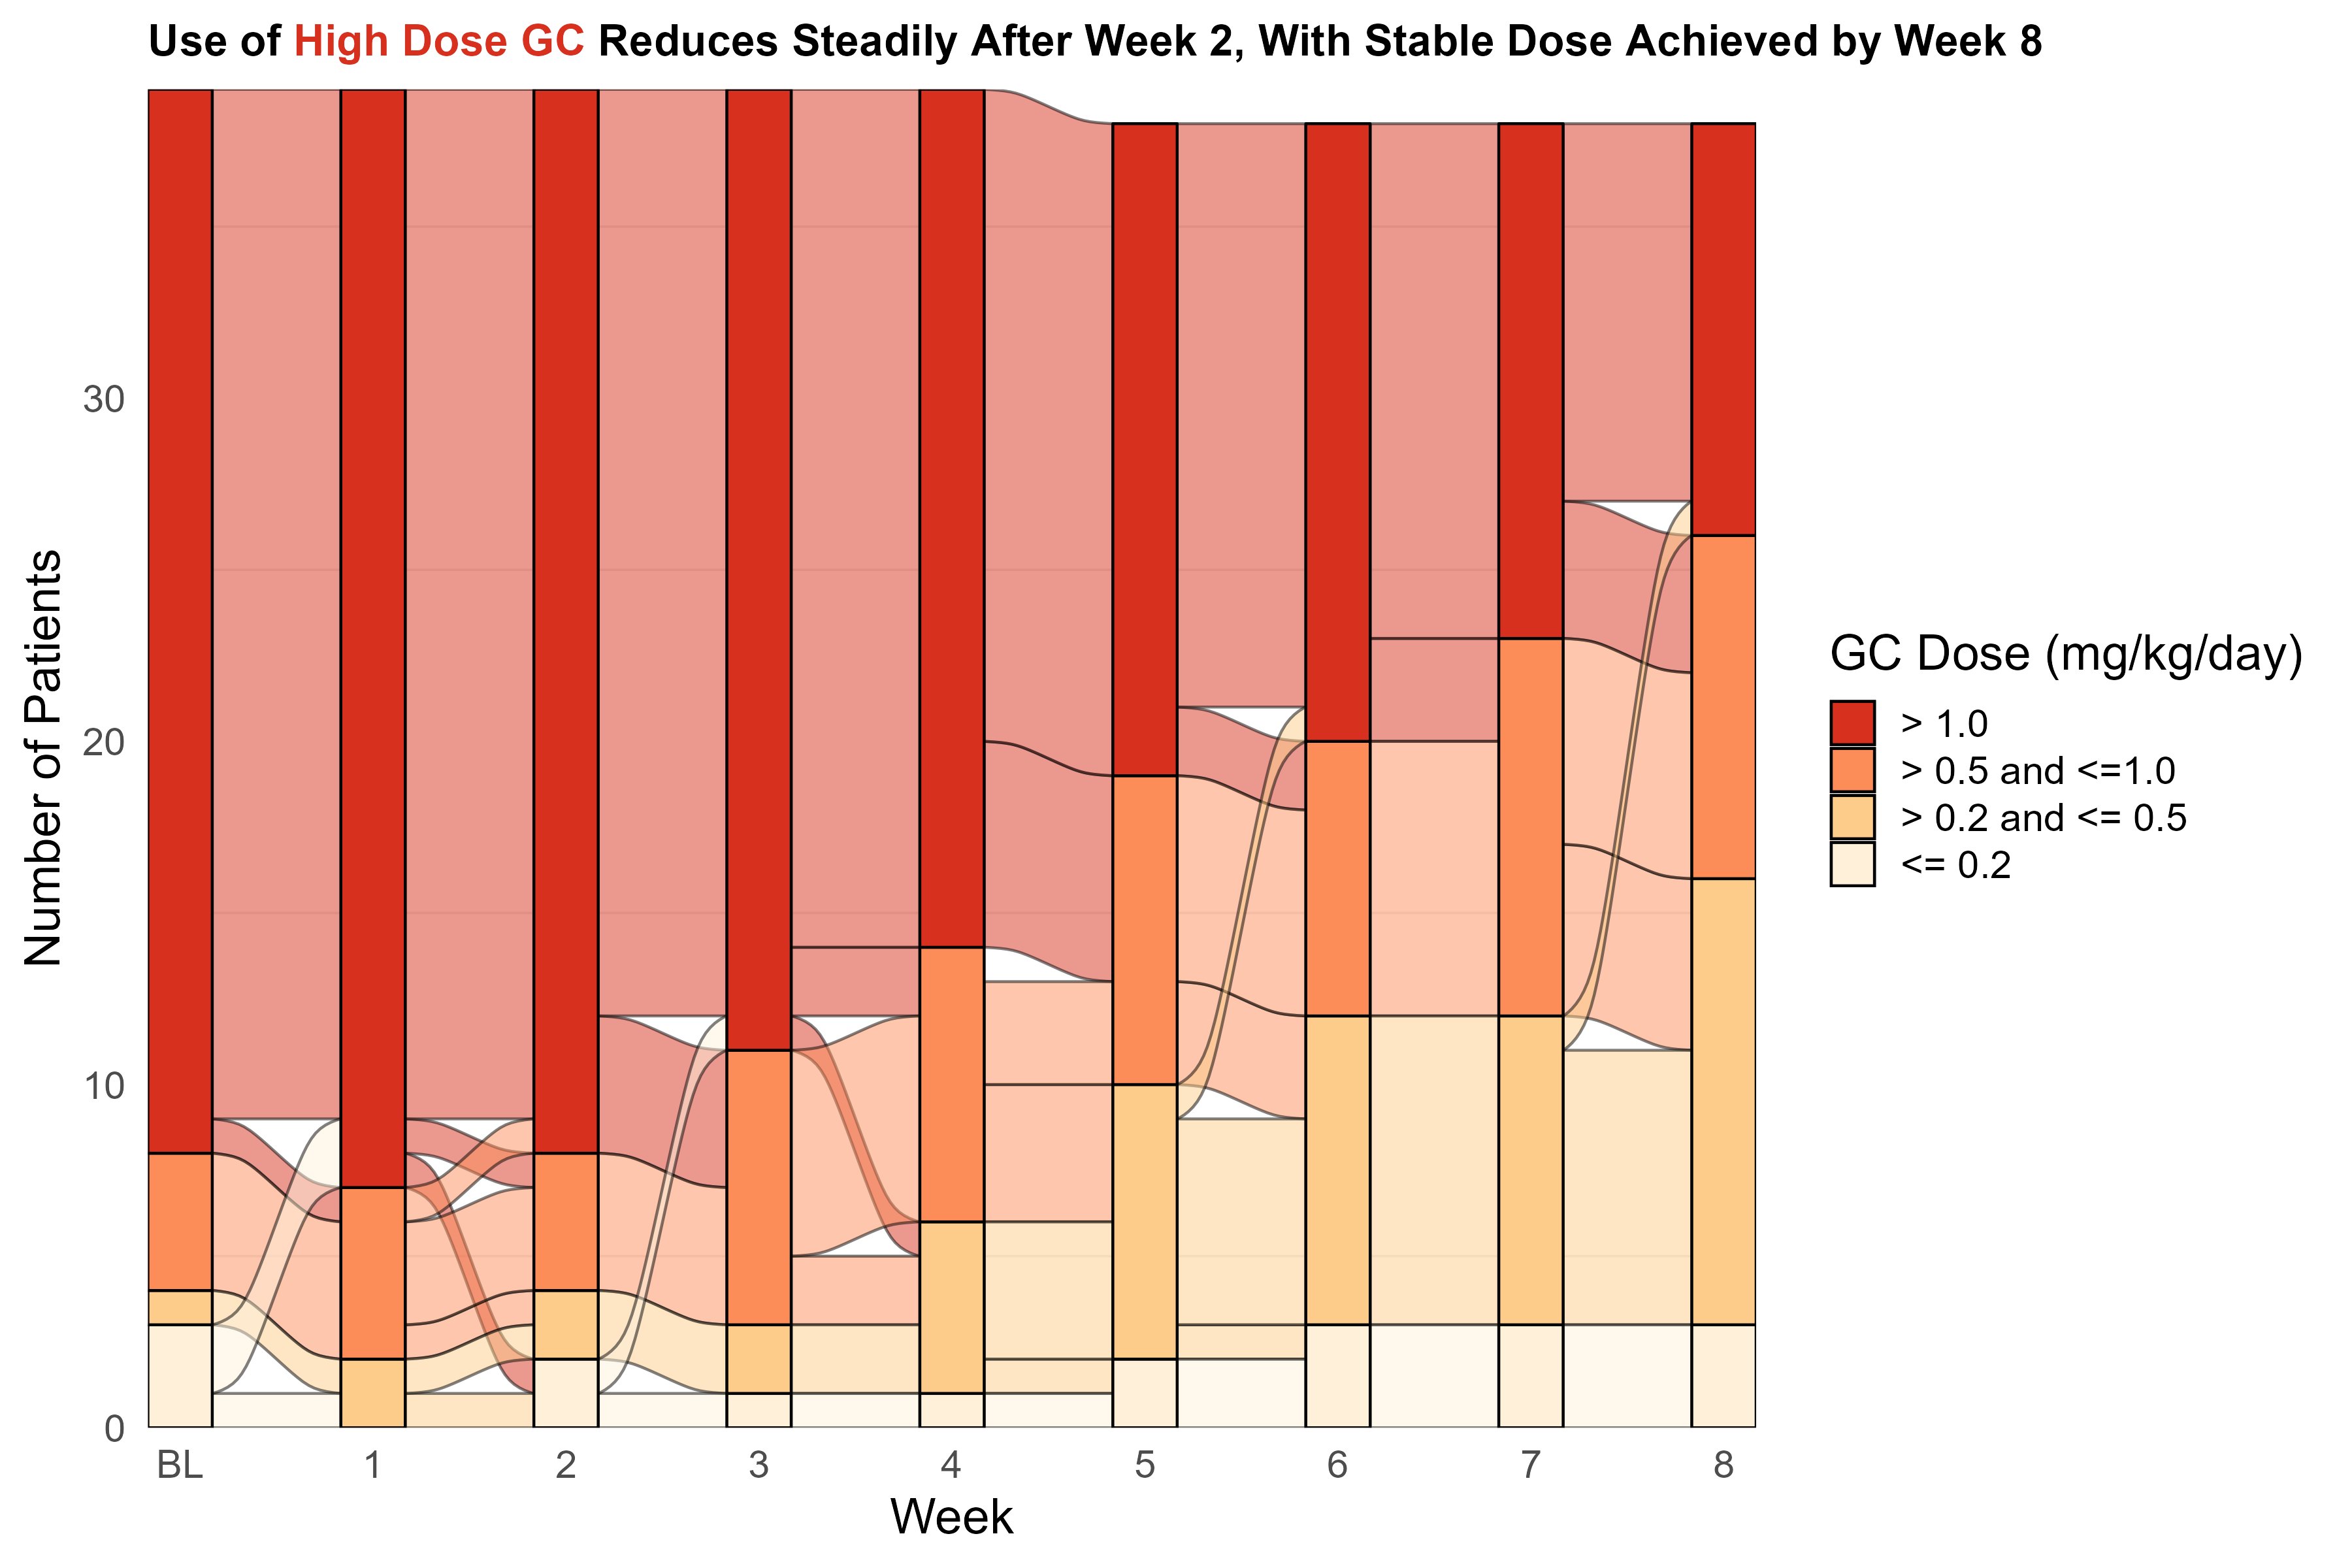 Use of High Dose GC Reduces Steadily After Week 2, With Stable Dose Achieved by Week 8
Number of Patients
30
20
10
0
BL 1 2 3 4 5 6 7 8
Week
GC Dose (mg/kg/day)
> 1.0
> 0.5 and <=1.0
> 0.2 and <= 0.5
<= 0.2